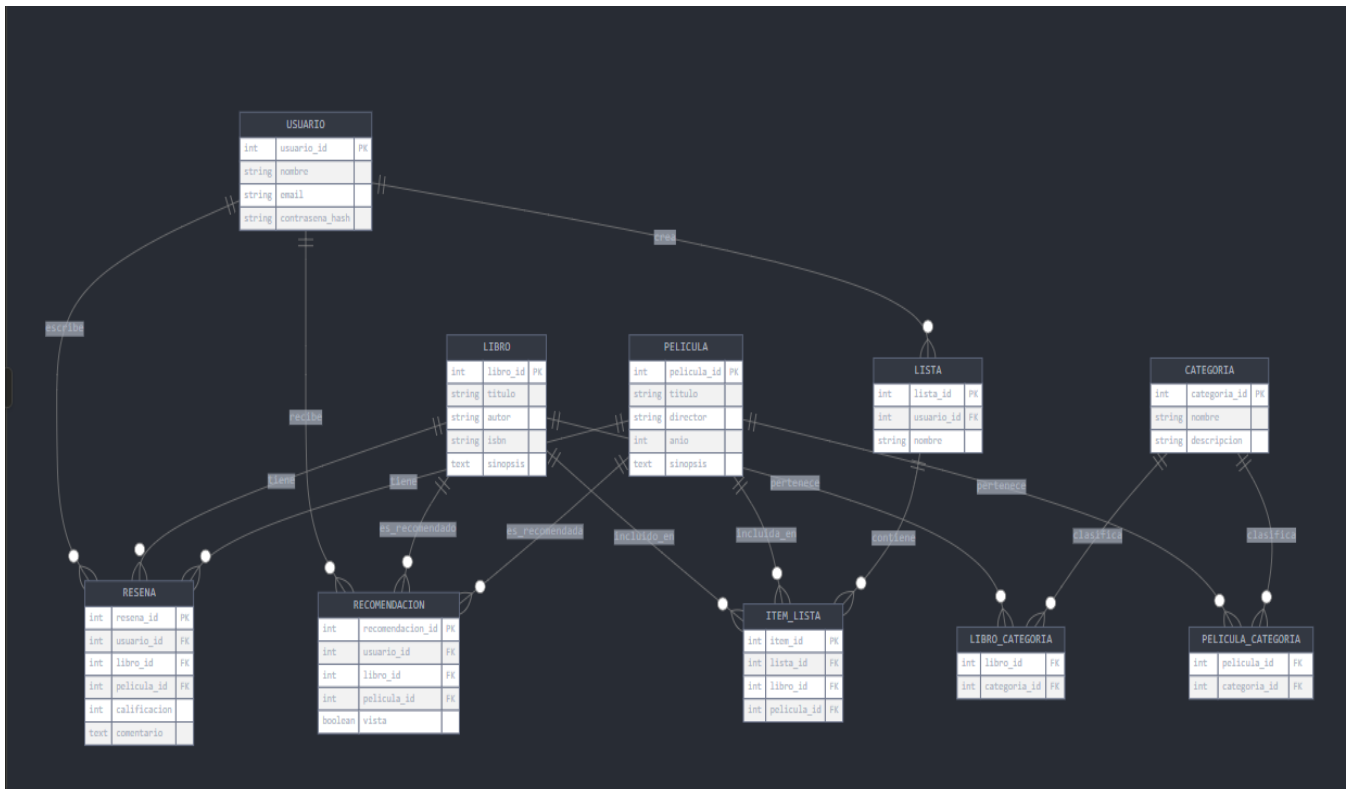 USUARIO
int usuario_id PK
string nombre
string email
string contrasena_hash
crea
escribe
recibe
LIBRO
int libro_id PK
string titulo
string autor
string isbn
text sinopsis
PELICULA
int pelicula_id PK
string titulo
string director
int anio
text sinopsis
LISTA
int lista_id PK
int usuario_id FK
string nombre
CATEGORIA
int categoria_id PK
string nombre
string descripcion
tiene
tiene
pertenece
pertenece
es_recomendado
es_recomendada
incluido_en
incluida_en
contiene
clasifica
clasifica
RESENA
int resena_id PK
int usuario_id FK
int libro_id FK
int pelicula_id FK
int calificacion
text comentario
RECOMENDACION
int recomendacion_id PK
int usuario_id FK
int libro_id FK
int pelicula_id FK
boolean vista
ITEM_LISTA
int item_id PK
int lista_id FK
int libro_id FK
int pelicula_id FK
LIBRO_CATEGORIA
int libro_id FK
int categoria_id FK
PELICULA_CATEGORIA
int pelicula_id FK
int categoria_id FK